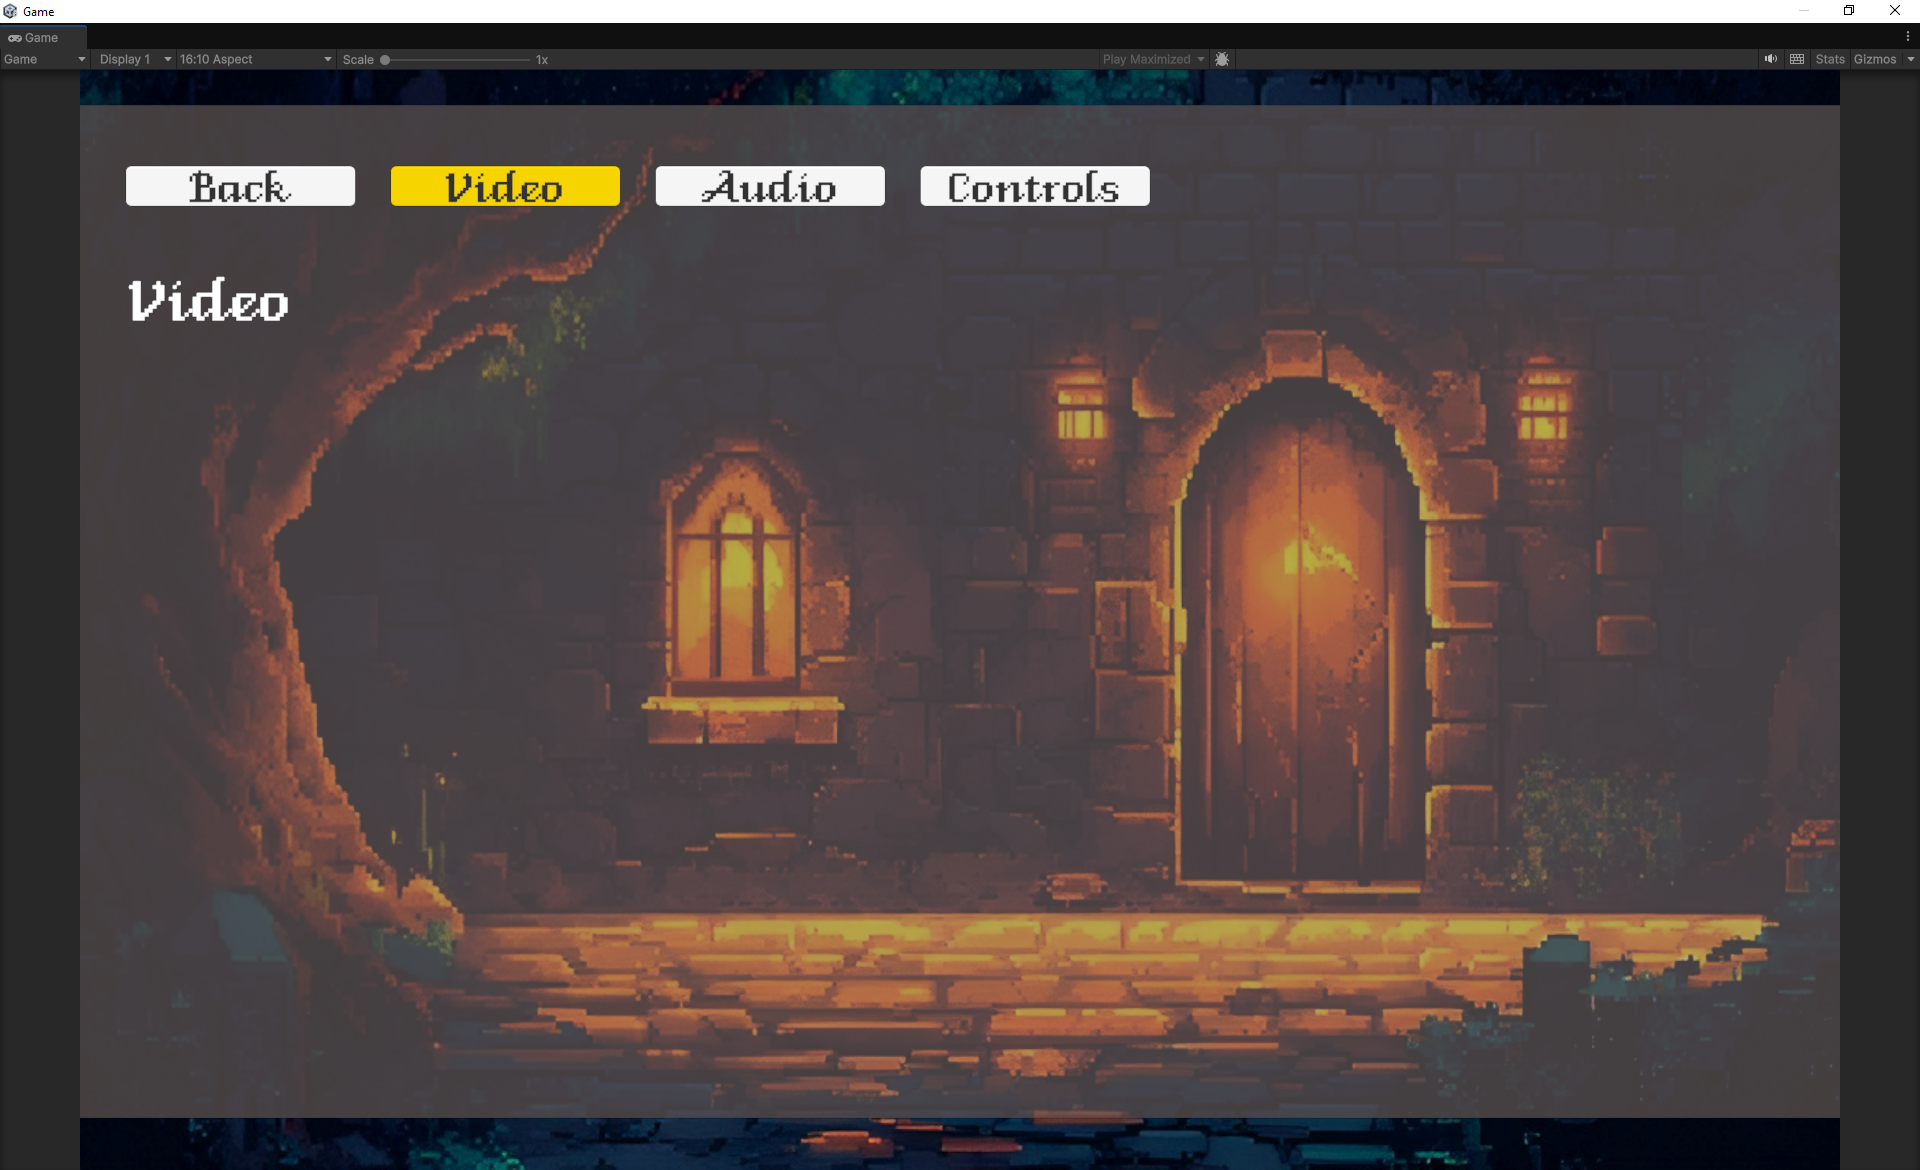 Game
Game
Game Display 1 16:10 Aspect Scale 1x Play Maximized Stats Gizmos
Back Video Audio Controls
Video